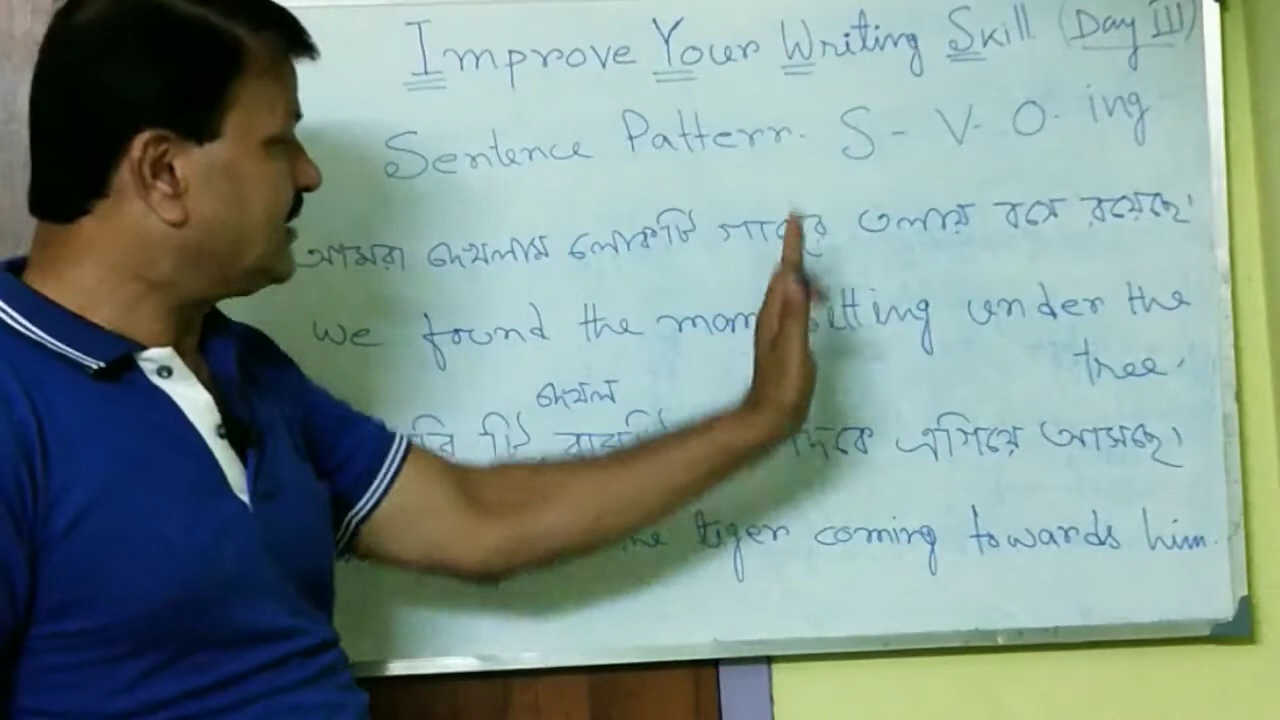 Improve Your Writing Skill (Day III)
Sentence Pattern. S - V - O. ing
আমরা দেখলাম লোকটি গাছের তলায় বসে রয়েছে।
we found the man sitting under the
tree.
দেখল
এগিয়ে আসছে।
the tiger coming towards him.